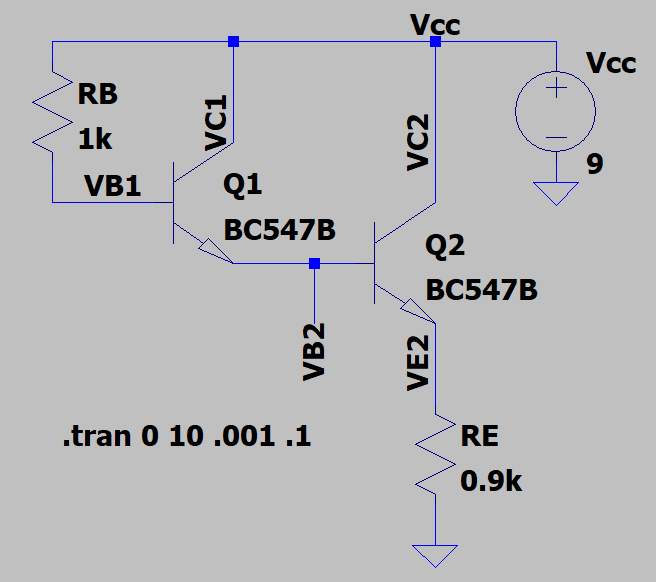 Vcc
Vcc
9
RB
1k
VC1
VC2
VB1
Q1
BC547B
Q2
BC547B
VB2
VE2
.tran 0 10 .001 .1
RE
0.9k